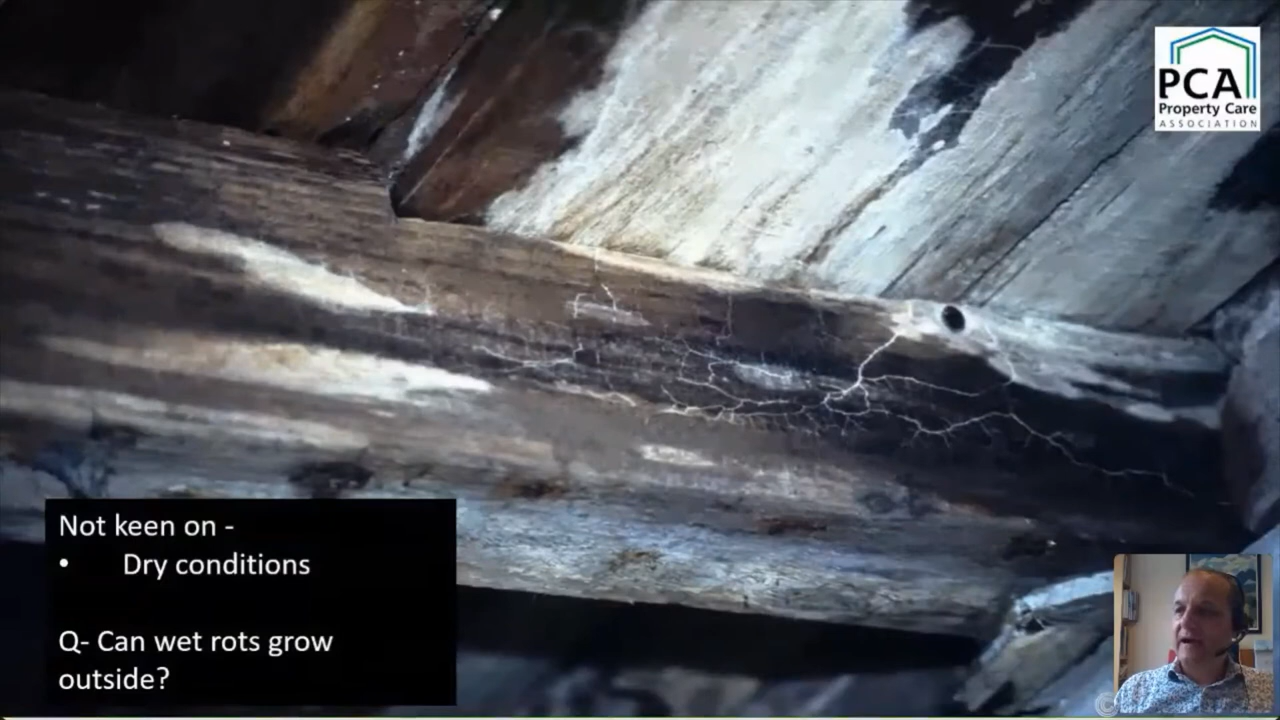 PCA
Property Care
ASSOCIATION
Not keen on -
• Dry conditions
Q- Can wet rots grow
outside?